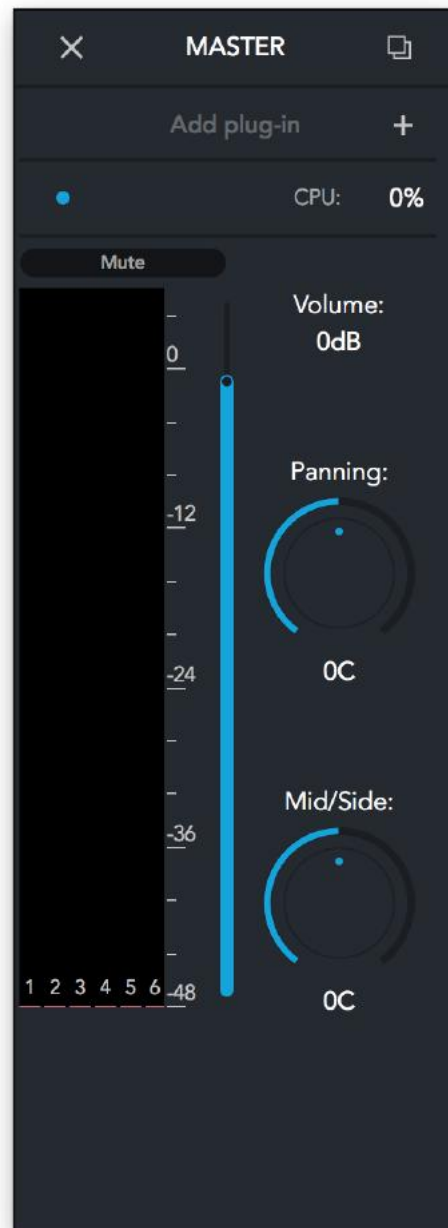 MASTER
Add plug-in +
CPU: 0%
Mute
Volume:
0dB
0
Panning:
-12
0C
-24
Mid/Side:
-36
1 2 3 4 5 6 -48
0C